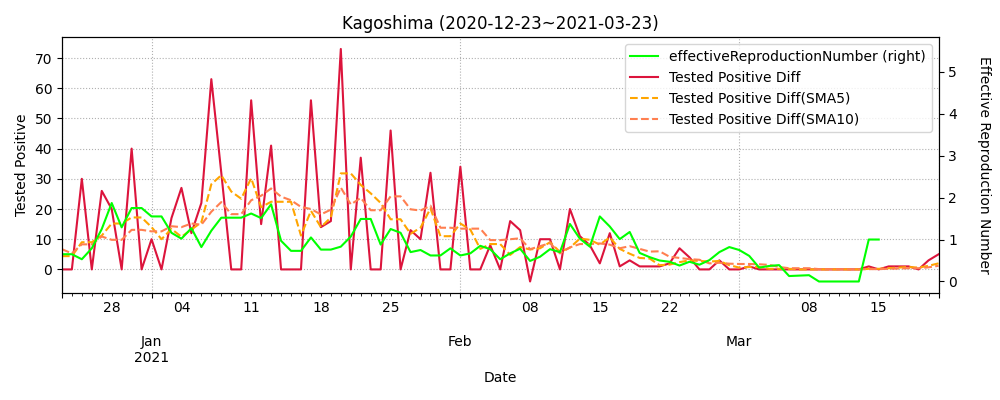 Kagoshima (2020-12-23~2021-03-23)
effectiveReproductionNumber (right)
Tested Positive Diff
Tested Positive Diff(SMA5)
Tested Positive Diff(SMA10)
Tested Positive
70
60
50
40
30
20
10
0
5
4
3
2
1
0
Effective Reproduction Number
28 04 11 18 25 08 15 22 08 15
Jan Feb Mar
2021
Date